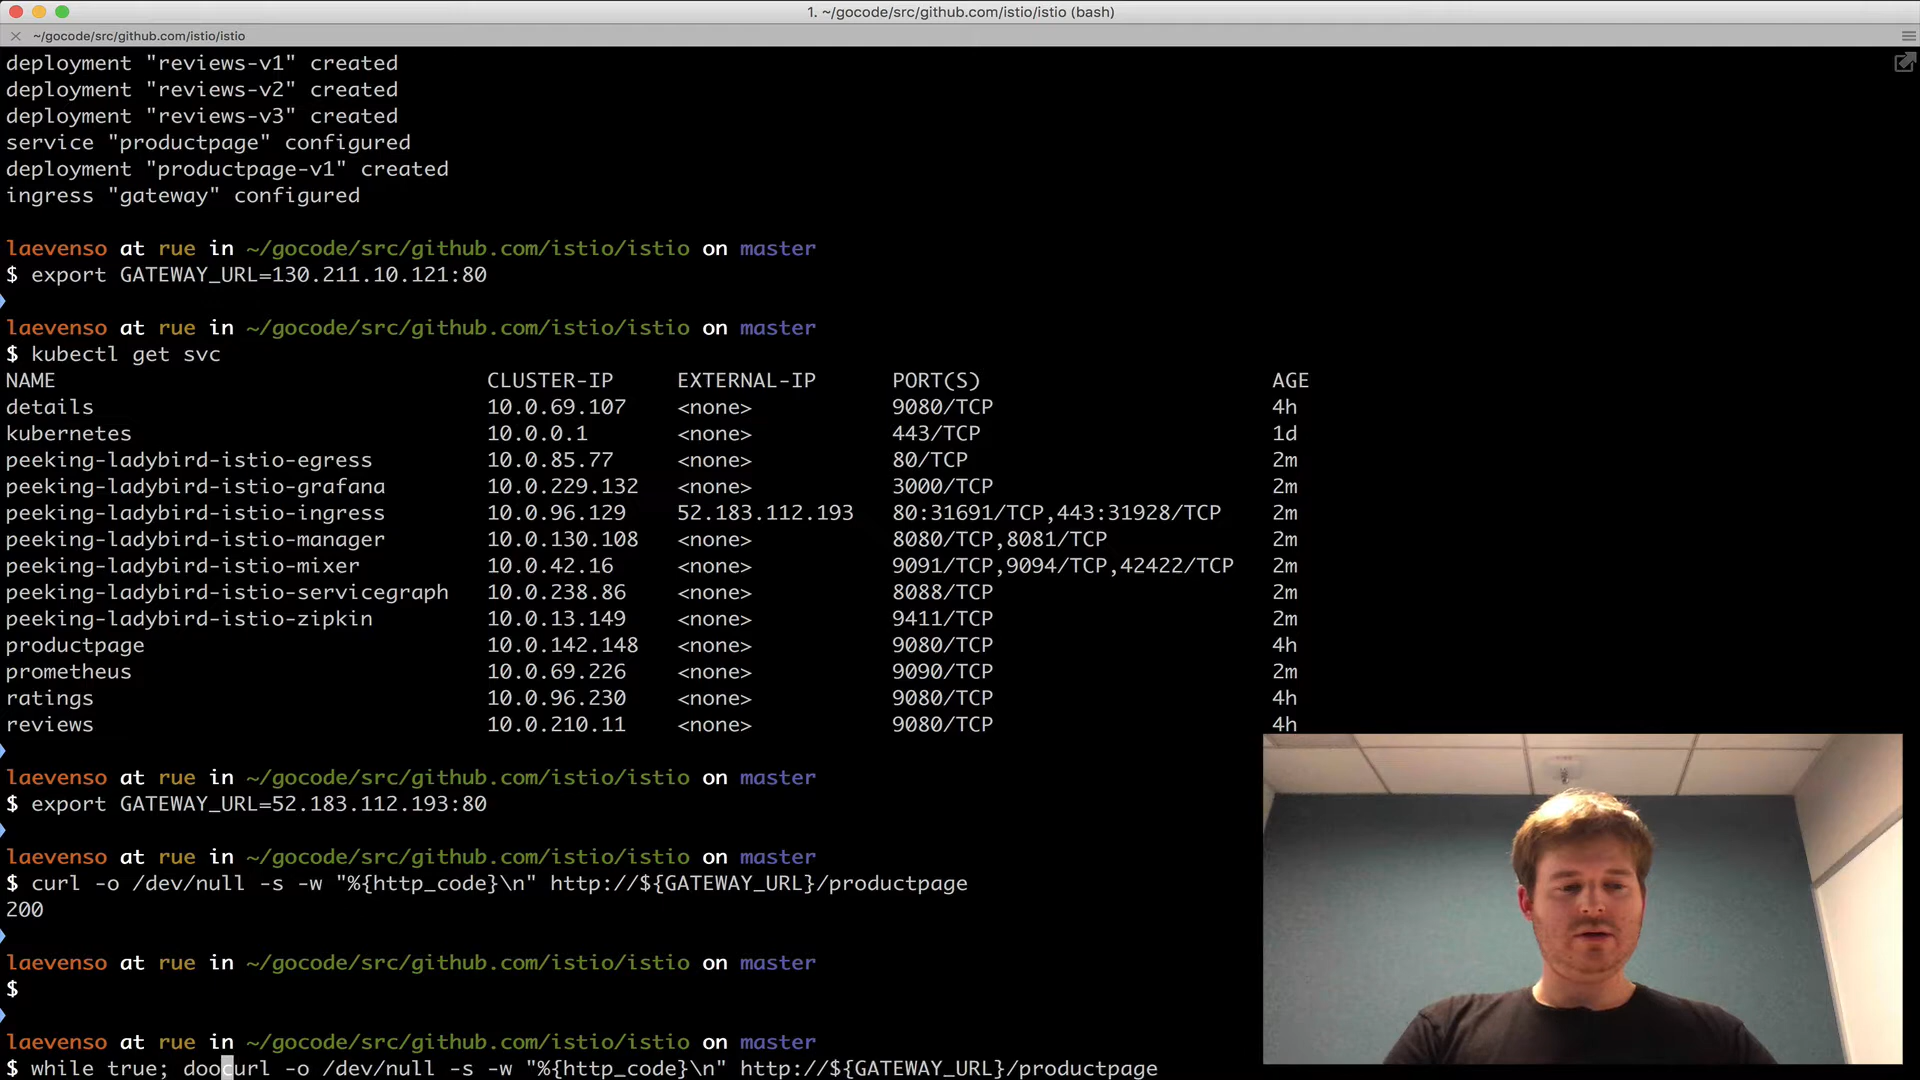 1. ~/gocode/src/github.com/istio/istio (bash)
~/gocode/src/github.com/istio/istio
deployment "reviews-v1" created
deployment "reviews-v2" created
deployment "reviews-v3" created
service "productpage" configured
deployment "productpage-v1" created
ingress "gateway" configured
laevenso at rue in ~/gocode/src/github.com/istio/istio on master
$ export GATEWAY_URL=130.211.10.121:80
laevenso at rue in ~/gocode/src/github.com/istio/istio on master
$ kubectl get svc
NAME CLUSTER-IP EXTERNAL-IP PORT(S) AGE
details 10.0.69.107 <none> 9080/TCP 4h
kubernetes 10.0.0.1 <none> 443/TCP 1d
peeking-ladybird-istio-egress 10.0.85.77 <none> 80/TCP 2m
peeking-ladybird-istio-grafana 10.0.229.132 <none> 3000/TCP 2m
peeking-ladybird-istio-ingress 10.0.96.129 52.183.112.193 80:31691/TCP,443:31928/TCP 2m
peeking-ladybird-istio-manager 10.0.130.108 <none> 8080/TCP,8081/TCP 2m
peeking-ladybird-istio-mixer 10.0.42.16 <none> 9091/TCP,9094/TCP,42422/TCP 2m
peeking-ladybird-istio-servicegraph 10.0.238.86 <none> 8088/TCP 2m
peeking-ladybird-istio-zipkin 10.0.13.149 <none> 9411/TCP 2m
productpage 10.0.142.148 <none> 9080/TCP 4h
prometheus 10.0.69.226 <none> 9090/TCP 2m
ratings 10.0.96.230 <none> 9080/TCP 4h
reviews 10.0.210.11 <none> 9080/TCP 4h
laevenso at rue in ~/gocode/src/github.com/istio/istio on master
$ export GATEWAY_URL=52.183.112.193:80
laevenso at rue in ~/gocode/src/github.com/istio/istio on master
$ curl -o /dev/null -s -w "%{http_code}\n" http://${GATEWAY_URL}/productpage
200
laevenso at rue in ~/gocode/src/github.com/istio/istio on master
$
laevenso at rue in ~/gocode/src/github.com/istio/istio on master
$ while true; doocurl -o /dev/null -s -w "%{http_code}\n" http://${GATEWAY_URL}/productpage